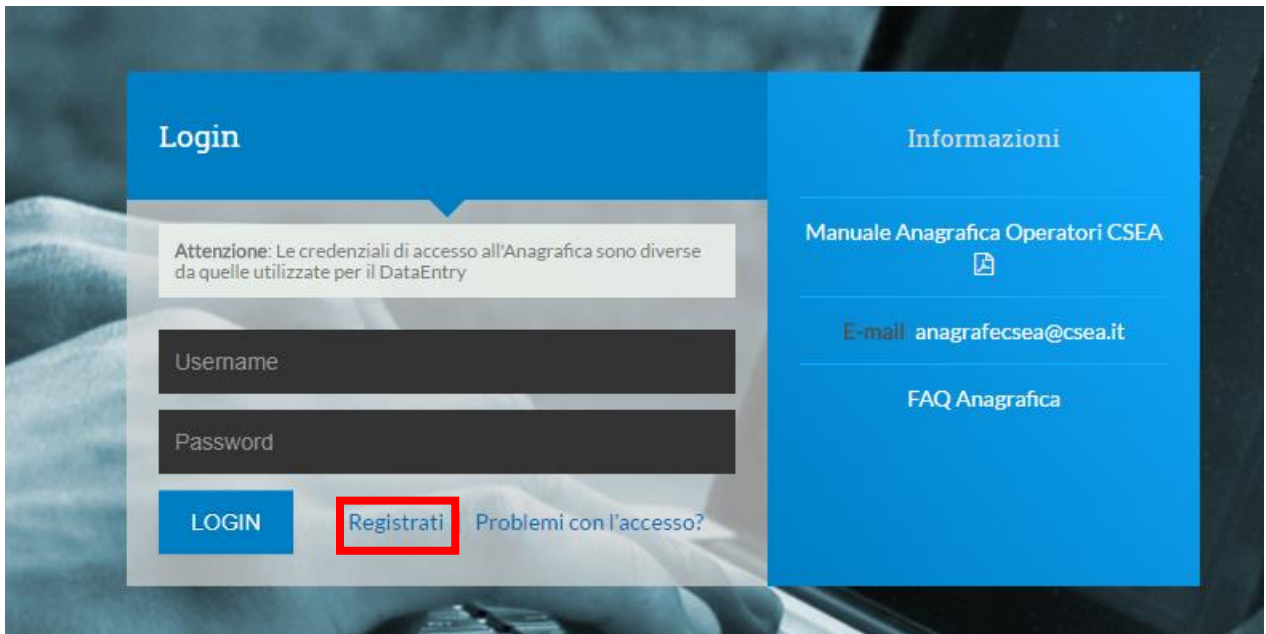 Login
Attenzione: Le credenziali di accesso all'Anagrafica sono diverse
da quelle utilizzate per il DataEntry
Username
Password
LOGIN Registrati Problemi con l'accesso?
Informazioni
Manuale Anagrafica Operatori CSEA
E-mail anagrafecsea@csea.it
FAQ Anagrafica